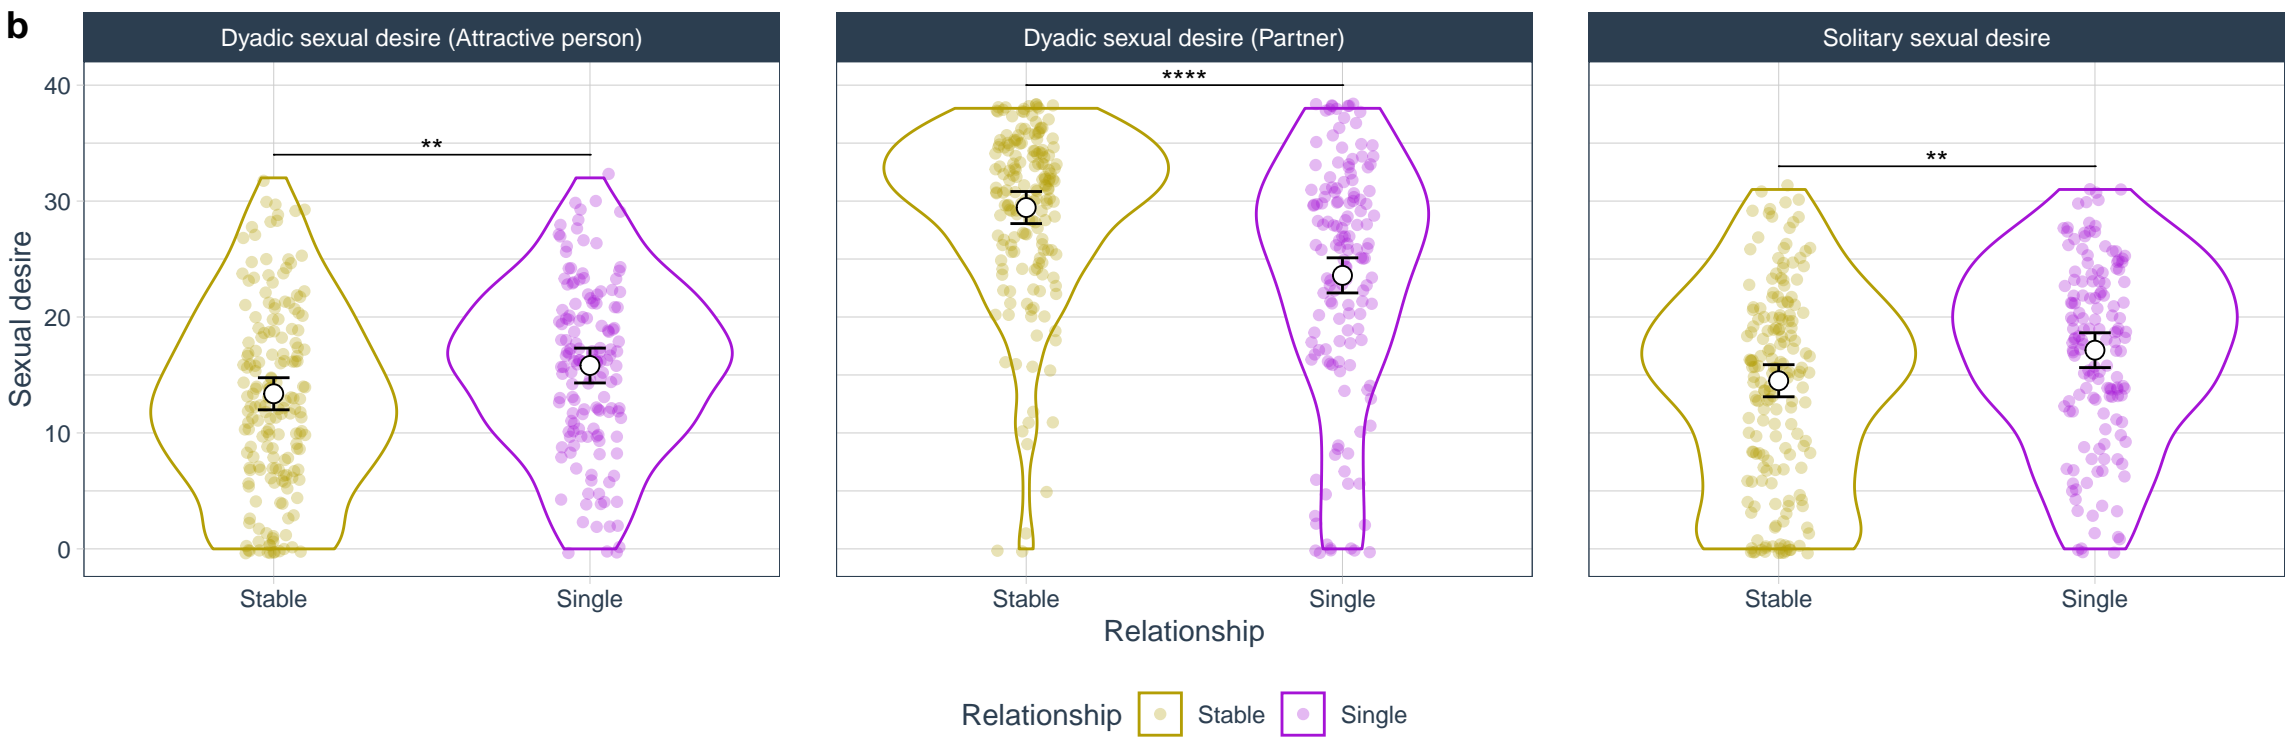 b
Dyadic sexual desire (Attractive person)
Dyadic sexual desire (Partner)
Solitary sexual desire
Sexual desire
40
30
20
10
0
**
****
**
Stable
Single
Stable
Single
Stable
Single
Relationship
Relationship Stable Single